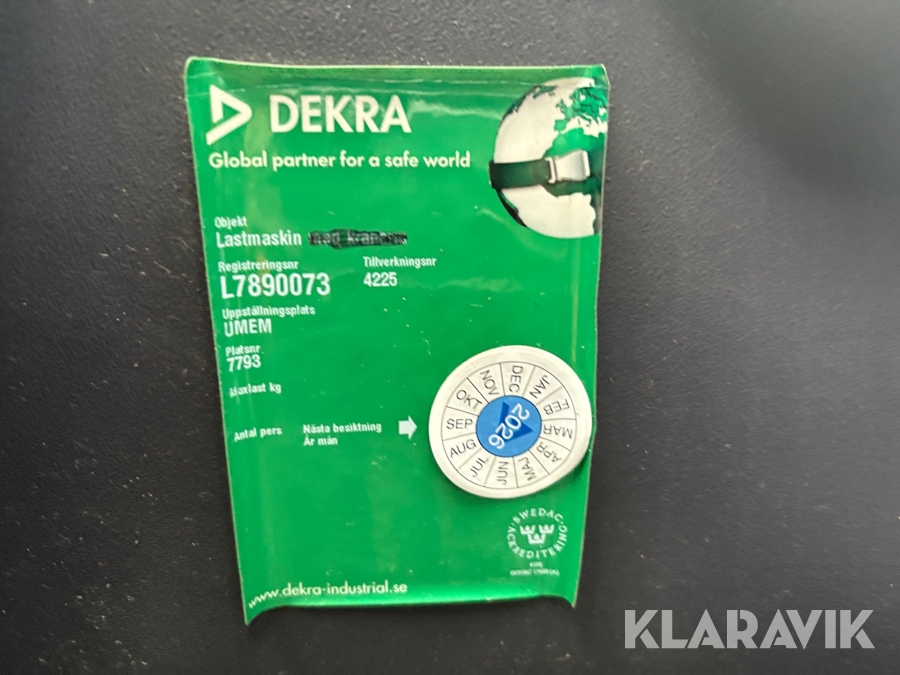 DEKRA
Global partner for a safe world
Objekt
Lastmaskin
Registreringsnr
Tillverkningsnr
L7890073
4225
Uppställningsplats
UMEM
Platsnr
7793
Maxlast kg
Antal pers
Nästa besiktning
År mån
JAN
FEB
MAR
APR
MAJ
JUN
JUL
AUG
SEP
OKT
NOV
DEC
2026
SWEDAC
ACKREDITERING
www.dekra-industrial.se
KLARAVIK